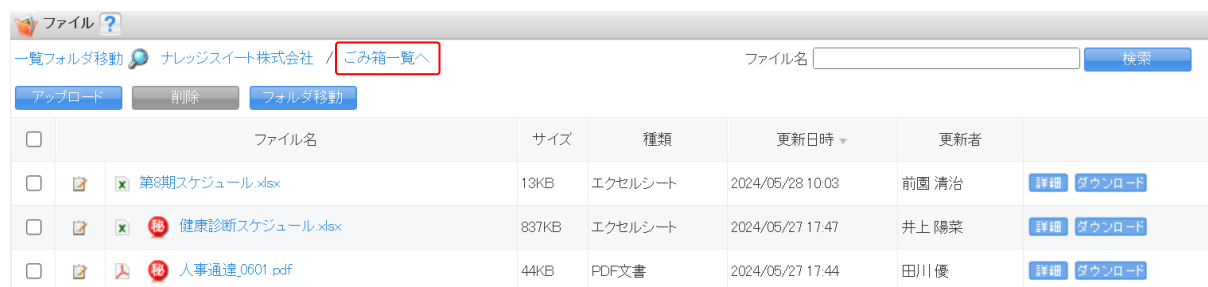 ファイル ?
一覧フォルダ移動 ナレッジスイート株式会社 / ごみ箱一覧へ ファイル名 検索
アップロード 削除 フォルダ移動
ファイル名 サイズ 種類 更新日時 更新者
第8期スケジュール.xlsx 13KB エクセルシート 2024/05/28 10:03 前園 清治 詳細 ダウンロード
秘 健康診断スケジュール.xlsx 837KB エクセルシート 2024/05/27 17:47 井上 陽菜 詳細 ダウンロード
秘 人事通達_0601.pdf 44KB PDF文書 2024/05/27 17:44 田川 優 詳細 ダウンロード